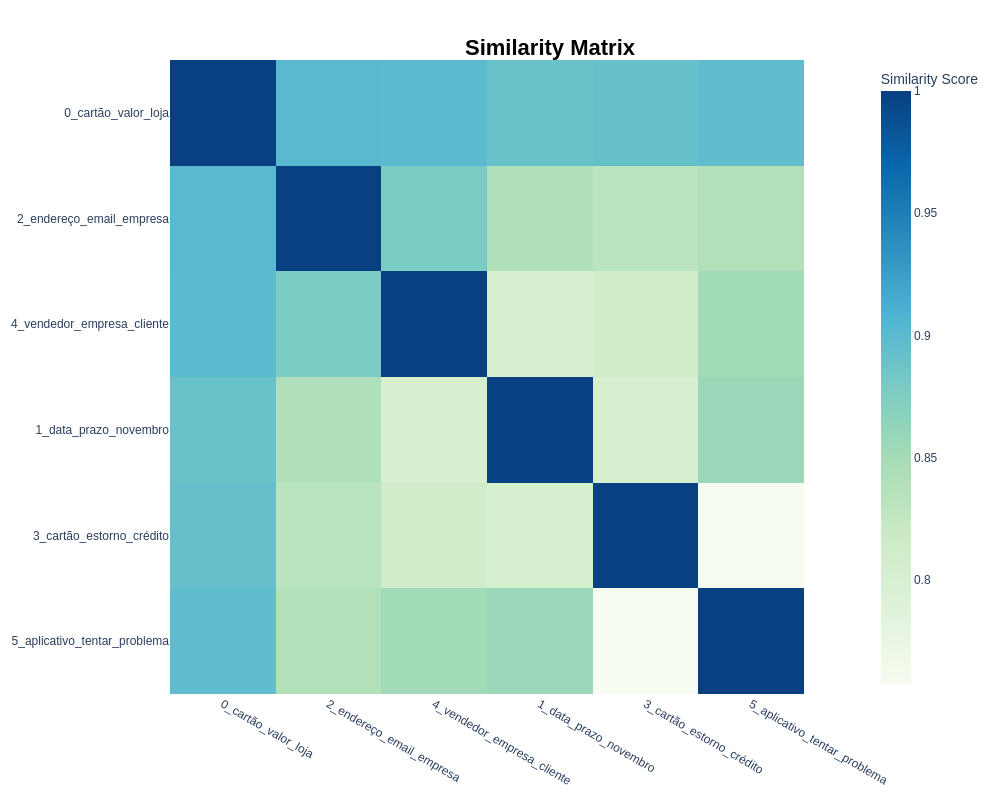 Similarity Matrix
Similarity Score
1
0.95
0.9
0.85
0.8
0_cartão_valor_loja
2_endereço_email_empresa
4_vendedor_empresa_cliente
1_data_prazo_novembro
3_cartão_estorno_crédito
5_aplicativo_tentar_problema
0_cartão_valor_loja
2_endereço_email_empresa
4_vendedor_empresa_cliente
1_data_prazo_novembro
3_cartão_estorno_crédito
5_aplicativo_tentar_problema